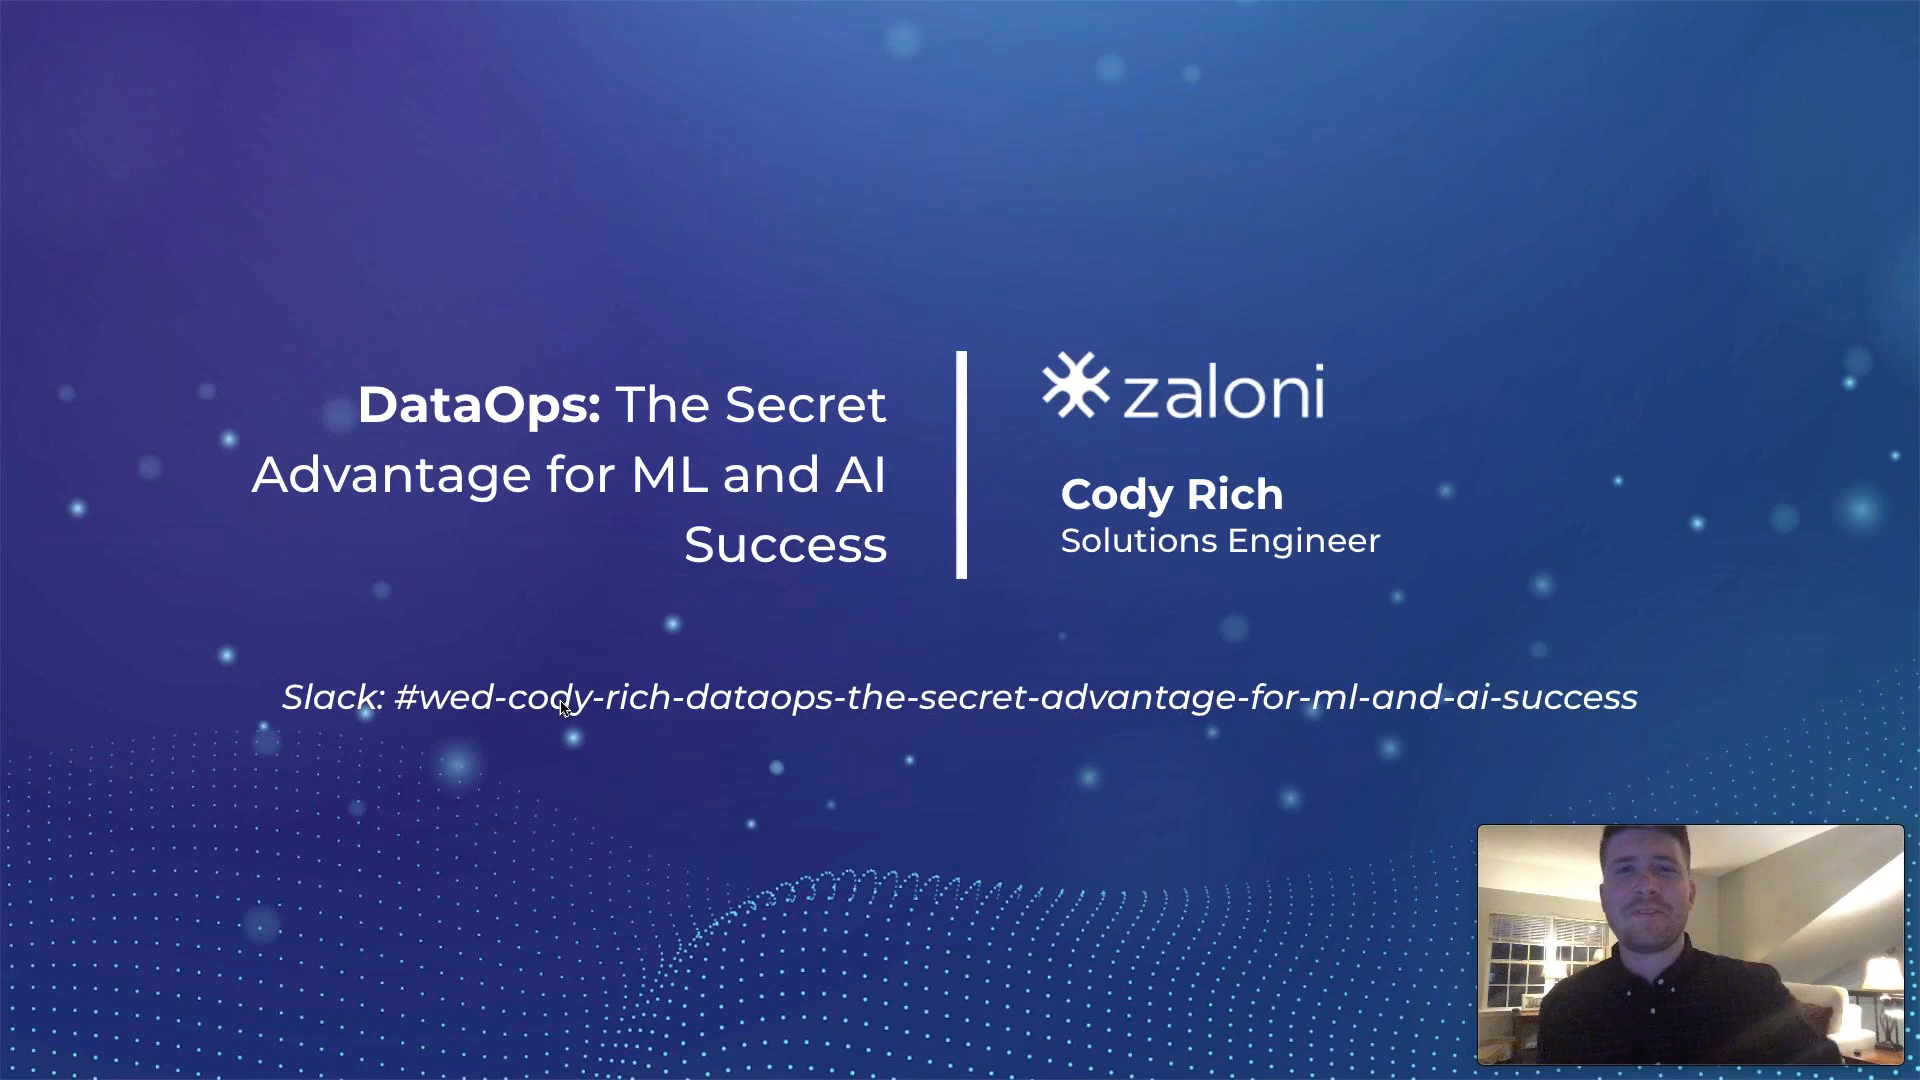 DataOps: The Secret
Advantage for ML and AI
Success
zaloni
Cody Rich
Solutions Engineer
Slack: #wed-cody-rich-dataops-the-secret-advantage-for-ml-and-ai-success